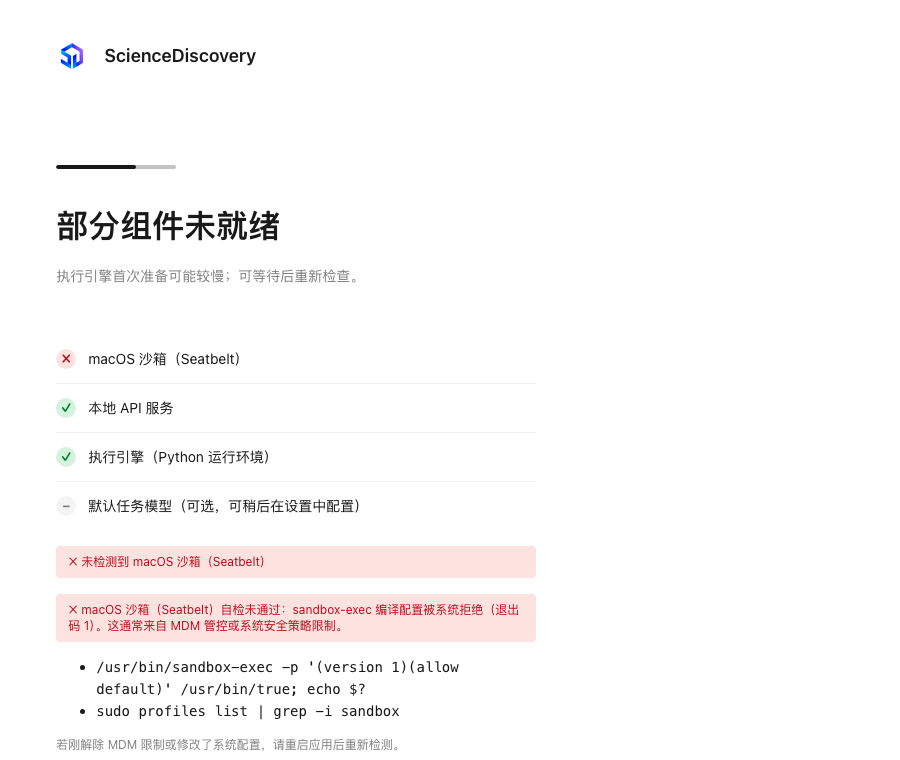 ScienceDiscovery
部分组件未就绪
执行引擎首次准备可能较慢；可等待后重新检查。
macOS 沙箱（Seatbelt）
本地 API 服务
执行引擎（Python 运行环境）
默认任务模型（可选，可稍后在设置中配置）
✕ 未检测到 macOS 沙箱（Seatbelt）
✕ macOS 沙箱（Seatbelt）自检未通过：sandbox-exec 编译配置被系统拒绝（退出
码 1）。这通常来自 MDM 管控或系统安全策略限制。
• /usr/bin/sandbox-exec -p '(version 1)(allow
default)' /usr/bin/true; echo $?
• sudo profiles list | grep -i sandbox
若刚解除 MDM 限制或修改了系统配置，请重启应用后重新检测。